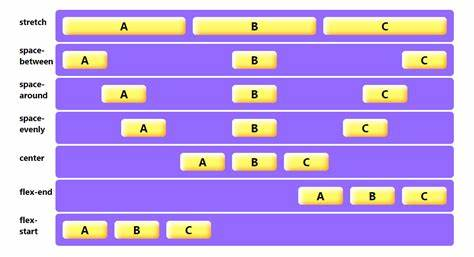 stretch A B C
space-
between A B C
space-
around A B C
space-
evenly A B C
center A B C
flex-end A B C
flex-
start A B C